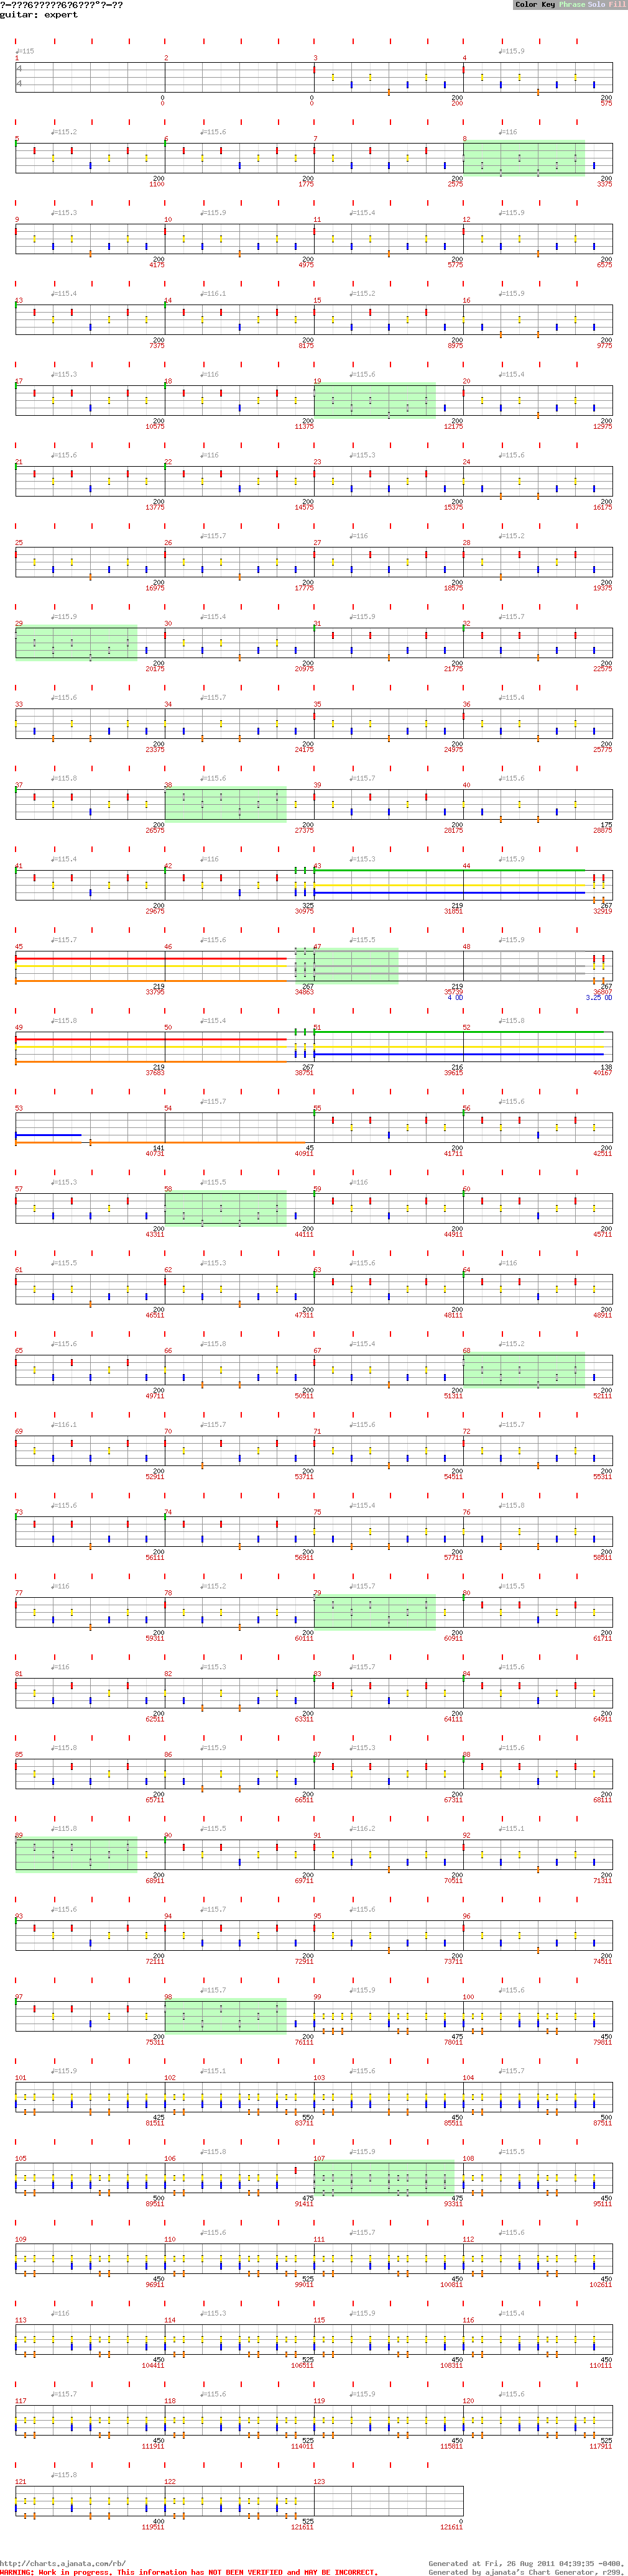 ?-???6?????6?6???°?-??
Color Key Phrase Solo Fill
guitar: expert
♩=115 ♩=115.9
1 2 3 4
4
4
0 0 200 200
0 0 200 575
♩=115.2 ♩=115.6 ♩=116
5 6 7 8
200 200 200 200
1100 1775 2575 3375
♩=115.3 ♩=115.9 ♩=115.4 ♩=115.9
9 10 11 12
200 200 200 200
4175 4975 5775 6575
♩=115.4 ♩=116.1 ♩=115.2 ♩=115.9
13 14 15 16
200 200 200 200
7375 8175 8975 9775
♩=115.3 ♩=116 ♩=115.6 ♩=115.4
17 18 19 20
200 200 200 200
10575 11375 12175 12975
♩=115.6 ♩=116 ♩=115.3 ♩=115.6
21 22 23 24
200 200 200 200
13775 14575 15375 16175
♩=115.7 ♩=116 ♩=115.2
25 26 27 28
200 200 200 200
16975 17775 18575 19375
♩=115.9 ♩=115.4 ♩=115.9 ♩=115.7
29 30 31 32
200 200 200 200
20175 20975 21775 22575
♩=115.6 ♩=115.7 ♩=115.4
33 34 35 36
200 200 200 200
23375 24175 24975 25775
♩=115.8 ♩=115.6 ♩=115.7 ♩=115.6
37 38 39 40
200 200 200 175
26575 27375 28175 28875
♩=115.4 ♩=116 ♩=115.3 ♩=115.9
41 42 43 44
200 325 219 267
29675 30975 31851 32919
♩=115.7 ♩=115.6 ♩=115.5 ♩=115.9
45 46 47 48
219 267 219 267
33795 34863 35739 36807
4 OD 3.25 OD
♩=115.8 ♩=115.4 ♩=115.8
49 50 51 52
219 267 216 138
37683 38751 39615 40167
♩=115.7 ♩=115.6
53 54 55 56
141 45 200 200
40731 40911 41711 42511
♩=115.3 ♩=115.5 ♩=116
57 58 59 60
200 200 200 200
43311 44111 44911 45711
♩=115.5 ♩=115.3 ♩=115.6 ♩=116
61 62 63 64
200 200 200 200
46511 47311 48111 48911
♩=115.6 ♩=115.8 ♩=115.4 ♩=115.2
65 66 67 68
200 200 200 200
49711 50511 51311 52111
♩=116.1 ♩=115.7 ♩=115.6 ♩=115.7
69 70 71 72
200 200 200 200
52911 53711 54511 55311
♩=115.6 ♩=115.4 ♩=115.8
73 74 75 76
200 200 200 200
56111 56911 57711 58511
♩=116 ♩=115.2 ♩=115.7 ♩=115.5
77 78 79 80
200 200 200 200
59311 60111 60911 61711
♩=116 ♩=115.3 ♩=115.7 ♩=115.6
81 82 83 84
200 200 200 200
62511 63311 64111 64911
♩=115.8 ♩=115.9 ♩=115.3 ♩=115.6
85 86 87 88
200 200 200 200
65711 66511 67311 68111
♩=115.8 ♩=115.5 ♩=116.2 ♩=115.1
89 90 91 92
200 200 200 200
68911 69711 70511 71311
♩=115.6 ♩=115.7 ♩=115.6
93 94 95 96
200 200 200 200
72111 72911 73711 74511
♩=115.7 ♩=115.9 ♩=115.6
97 98 99 100
200 200 475 450
75311 76111 78011 79811
♩=115.9 ♩=115.1 ♩=115.6 ♩=115.7
101 102 103 104
425 550 450 500
81511 83711 85511 87511
♩=115.8 ♩=115.9 ♩=115.5
105 106 107 108
500 475 475 450
89511 91411 93311 95111
♩=115.6 ♩=115.7 ♩=115.6
109 110 111 112
450 525 450 450
96911 99011 100811 102611
♩=116 ♩=115.3 ♩=115.9 ♩=115.4
113 114 115 116
450 525 450 450
104411 106511 108311 110111
♩=115.7 ♩=115.6 ♩=115.9 ♩=115.6
117 118 119 120
450 525 450 525
111911 114011 115811 117911
♩=115.8
121 122 123
400 525 0
119511 121611 121611
http://charts.ajanata.com/rb/
Generated at Fri, 26 Aug 2011 04:39:35 -0400.
WARNING: Work in progress. This information has NOT BEEN VERIFIED and MAY BE INCORRECT.
Generated by ajanata's Chart Generator, r299.